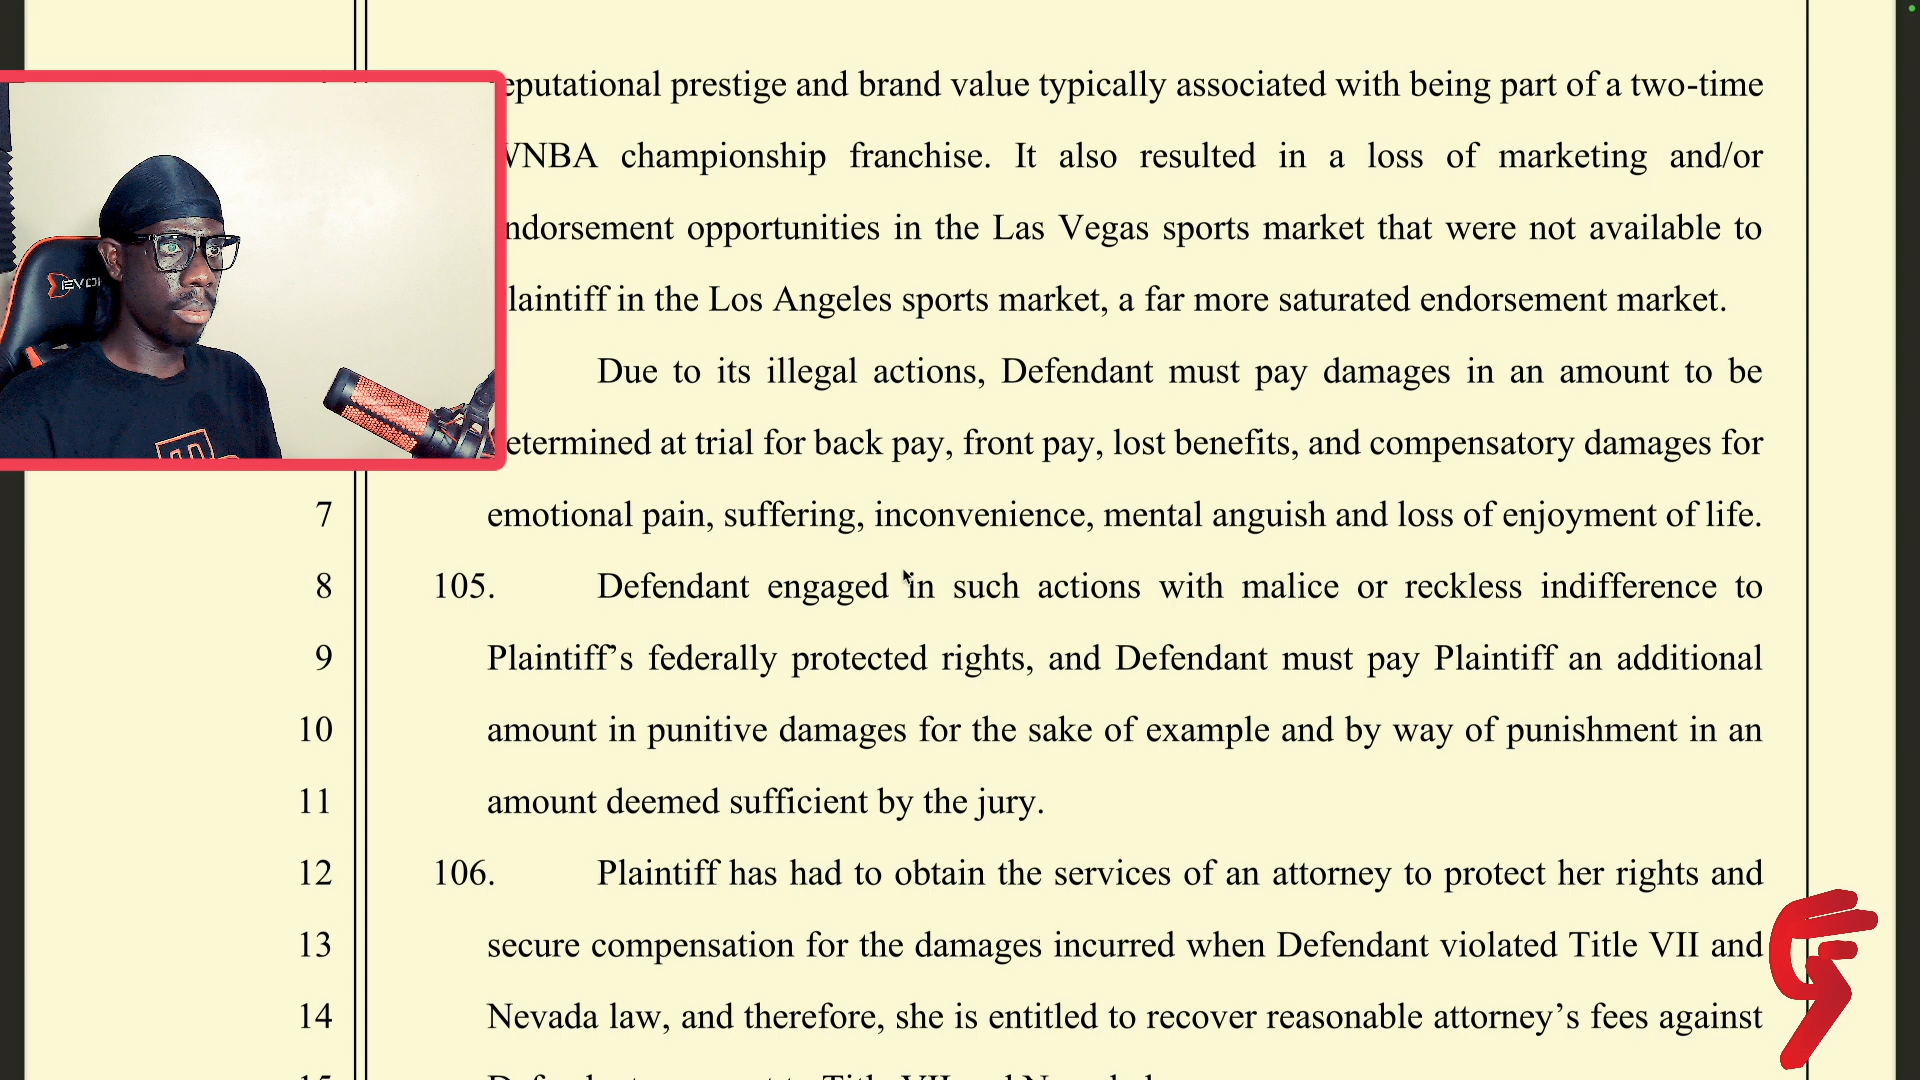 eputational prestige and brand value typically associated with being part of a two-time
WNBA championship franchise. It also resulted in a loss of marketing and/or
ndorsement opportunities in the Las Vegas sports market that were not available to
laintiff in the Los Angeles sports market, a far more saturated endorsement market.
Due to its illegal actions, Defendant must pay damages in an amount to be
etermined at trial for back pay, front pay, lost benefits, and compensatory damages for
7 emotional pain, suffering, inconvenience, mental anguish and loss of enjoyment of life.
8 105. Defendant engaged in such actions with malice or reckless indifference to
9 Plaintiff’s federally protected rights, and Defendant must pay Plaintiff an additional
10 amount in punitive damages for the sake of example and by way of punishment in an
11 amount deemed sufficient by the jury.
12 106. Plaintiff has had to obtain the services of an attorney to protect her rights and
13 secure compensation for the damages incurred when Defendant violated Title VII and
14 Nevada law, and therefore, she is entitled to recover reasonable attorney’s fees against